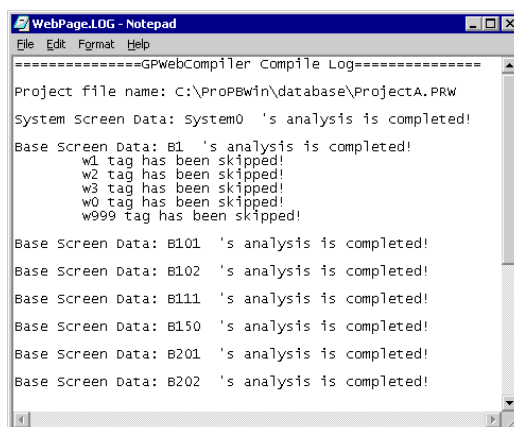 WebPage.LOG - Notepad
File Edit Format Help
===============GPWebCompiler Compile Log===============
Project file name: C:\ProPBWin\database\ProjectA.PRW
System Screen Data: System0  's analysis is completed!
Base Screen Data: B1  's analysis is completed!
w1 tag has been skipped!
w2 tag has been skipped!
w3 tag has been skipped!
w0 tag has been skipped!
w999 tag has been skipped!
Base Screen Data: B101  's analysis is completed!
Base Screen Data: B102  's analysis is completed!
Base Screen Data: B111  's analysis is completed!
Base Screen Data: B150  's analysis is completed!
Base Screen Data: B201  's analysis is completed!
Base Screen Data: B202  's analysis is completed!